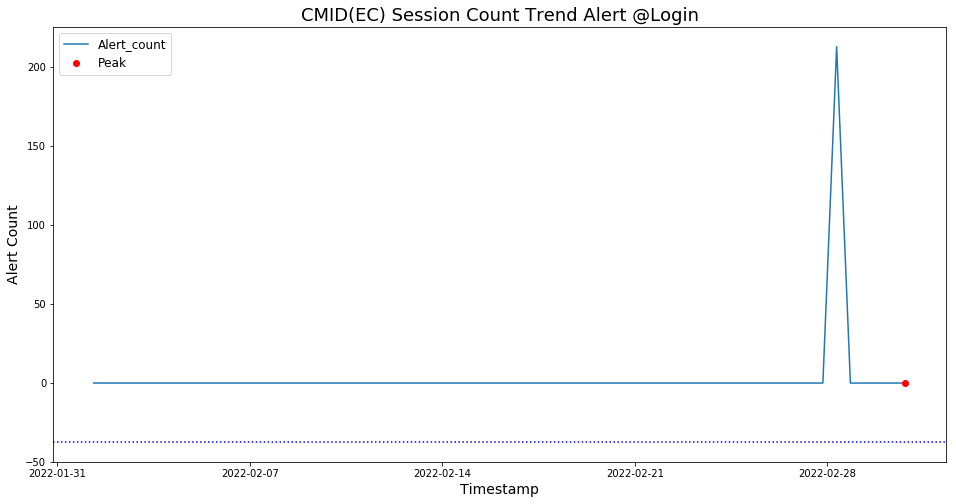 CMID(EC) Session Count Trend Alert @Login
Alert_count
Peak
200
150
100
50
0
-50
Alert Count
2022-01-31
2022-02-07
2022-02-14
2022-02-21
2022-02-28
Timestamp